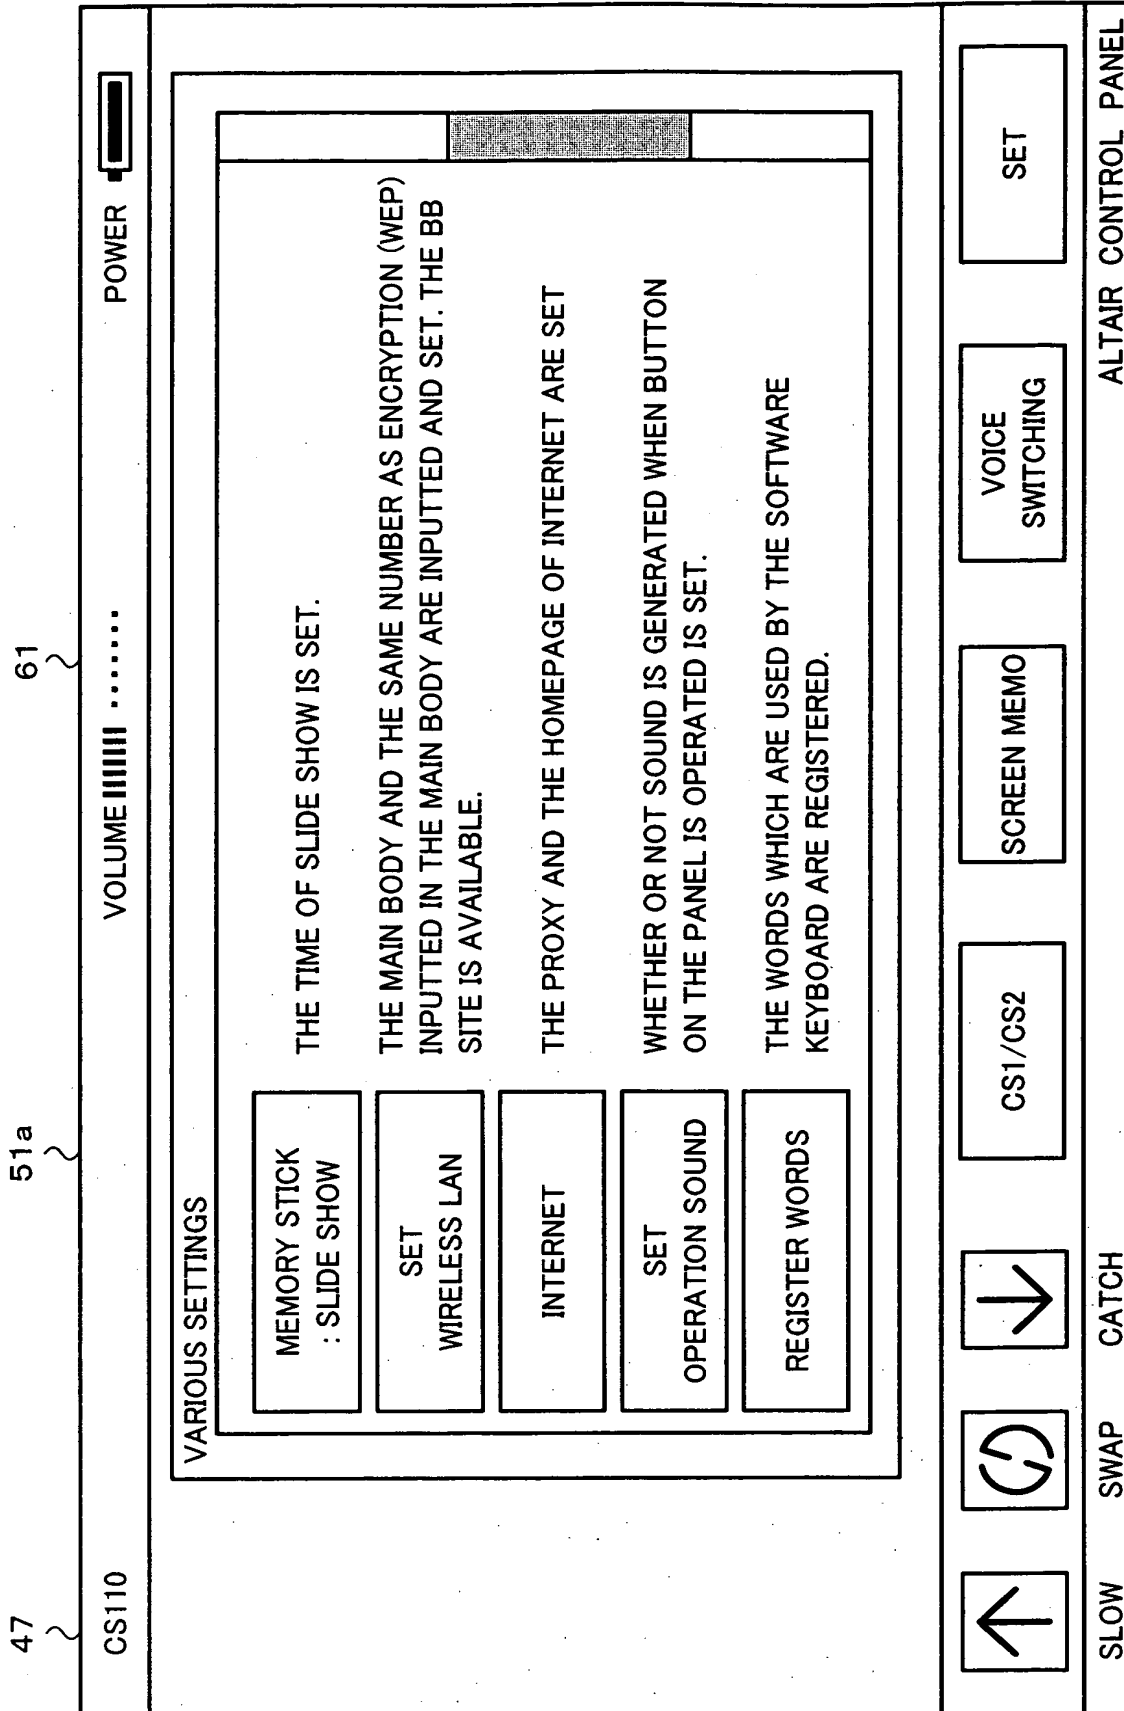 47
51a
61
CS110
VOLUME
POWER
VARIOUS SETTINGS
MEMORY STICK
: SLIDE SHOW
THE TIME OF SLIDE SHOW IS SET.
SET
WIRELESS LAN
THE MAIN BODY AND THE SAME NUMBER AS ENCRYPTION (WEP)
INPUTTED IN THE MAIN BODY ARE INPUTTED AND SET. THE BB
SITE IS AVAILABLE.
INTERNET
THE PROXY AND THE HOMEPAGE OF INTERNET ARE SET
SET
OPERATION SOUND
WHETHER OR NOT SOUND IS GENERATED WHEN BUTTON
ON THE PANEL IS OPERATED IS SET.
REGISTER WORDS
THE WORDS WHICH ARE USED BY THE SOFTWARE
KEYBOARD ARE REGISTERED.
CS1/CS2
SCREEN MEMO
VOICE
SWITCHING
SET
SLOW
SWAP
CATCH
ALTAIR CONTROL PANEL